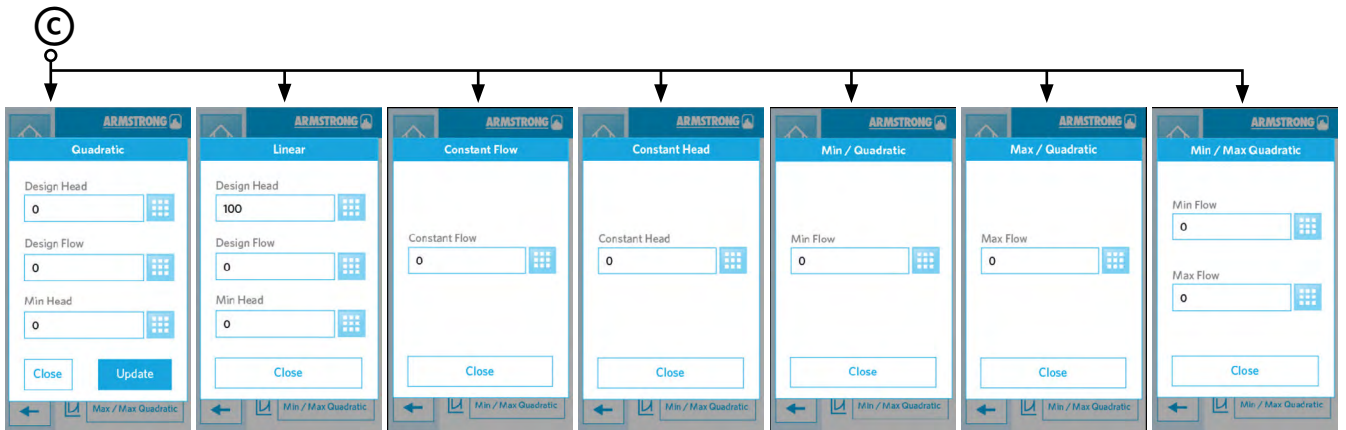 C
ARMSTRONG
Quadratic
Design Head
0
Design Flow
0
Min Head
0
Close
Update
Max / Max Quadratic
ARMSTRONG
Linear
Design Head
100
Design Flow
0
Min Head
0
Close
Min / Max Quadratic
ARMSTRONG
Constant Flow
Constant Flow
0
Close
Min / Max Quadratic
ARMSTRONG
Constant Head
Constant Head
0
Close
Min / Max Quadratic
ARMSTRONG
Min / Quadratic
Min Flow
0
Close
Min / Max Quadratic
ARMSTRONG
Max / Quadratic
Max Flow
0
Close
Min / Max Quadratic
ARMSTRONG
Min / Max Quadratic
Min Flow
0
Max Flow
0
Close
Min / Max Quadratic